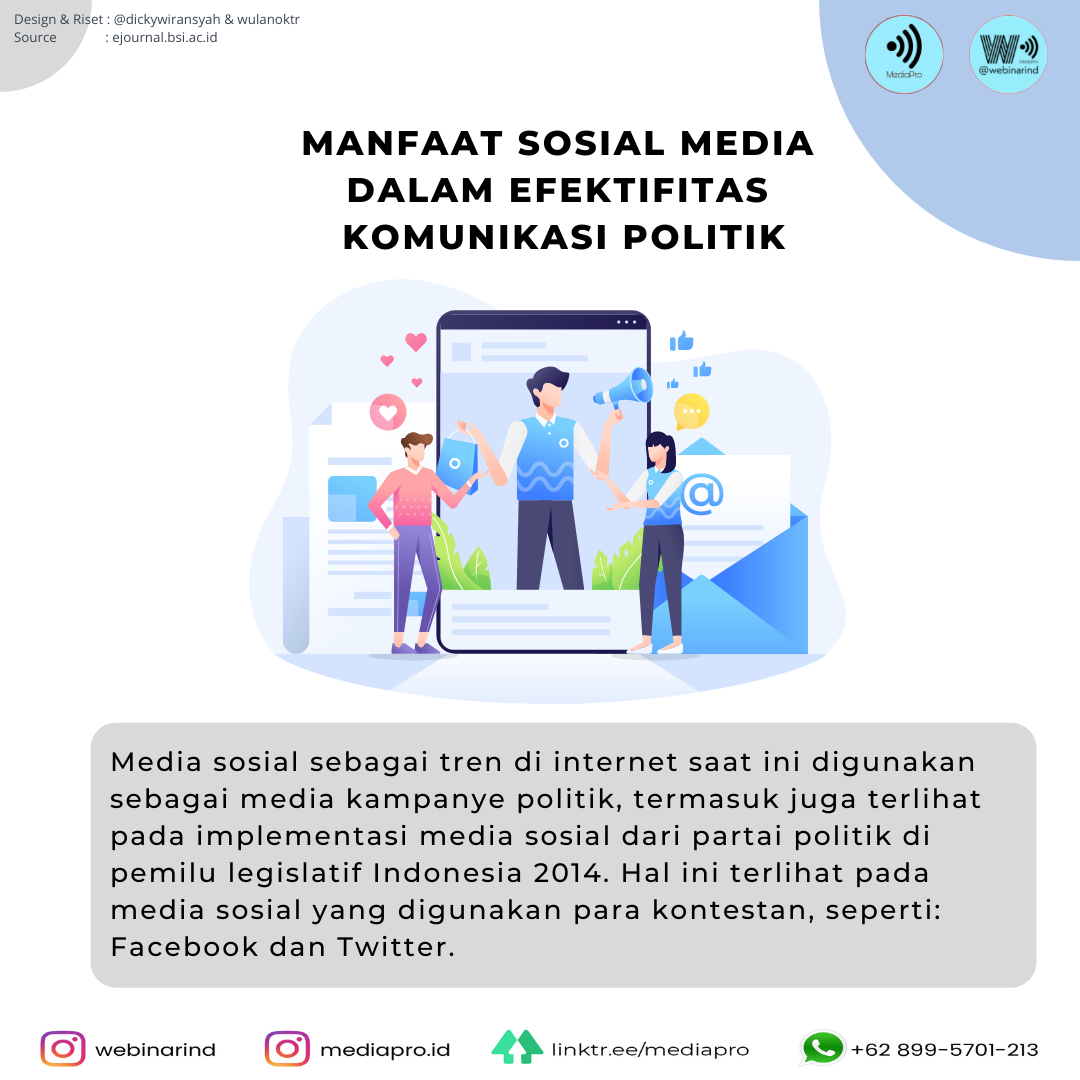 Design & Riset : @dickywiransyah & wulanoktr
Source : ejournal.bsi.ac.id
MediaPro
W MediaPro
@webinarind
MANFAAT SOSIAL MEDIA
DALAM EFEKTIFITAS
KOMUNIKASI POLITIK
@
Media sosial sebagai tren di internet saat ini digunakan
sebagai media kampanye politik, termasuk juga terlihat
pada implementasi media sosial dari partai politik di
pemilu legislatif Indonesia 2014. Hal ini terlihat pada
media sosial yang digunakan para kontestan, seperti:
Facebook dan Twitter.
webinarind
mediapro.id
linktr.ee/mediapro
+62 899-5701-213